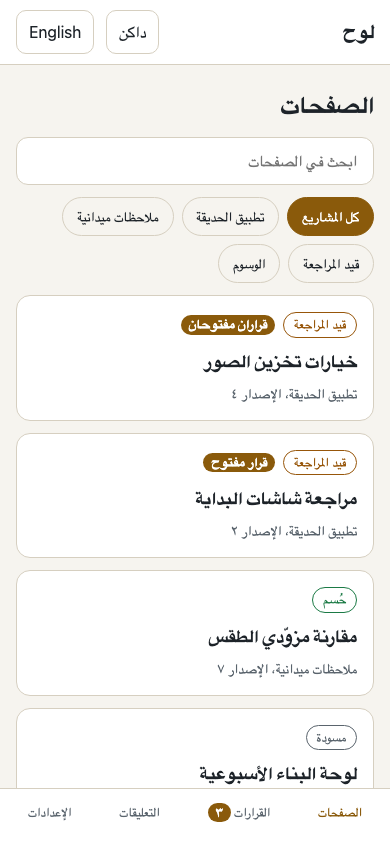 لوح
داكن
English
الصفحات
ابحث في الصفحات
كل المشاريع
تطبيق الحديقة
ملاحظات ميدانية
قيد المراجعة
الوسوم
قيد المراجعة
قراران مفتوحان
خيارات تخزين الصور
تطبيق الحديقة، الإصدار ٤
قيد المراجعة
قرار مفتوح
مراجعة شاشات البداية
تطبيق الحديقة، الإصدار ٢
حُسم
مقارنة مزوّدي الطقس
ملاحظات ميدانية، الإصدار ٧
مسودة
لوحة البناء الأسبوعية
الصفحات
القرارات ٣
التعليقات
الإعدادات